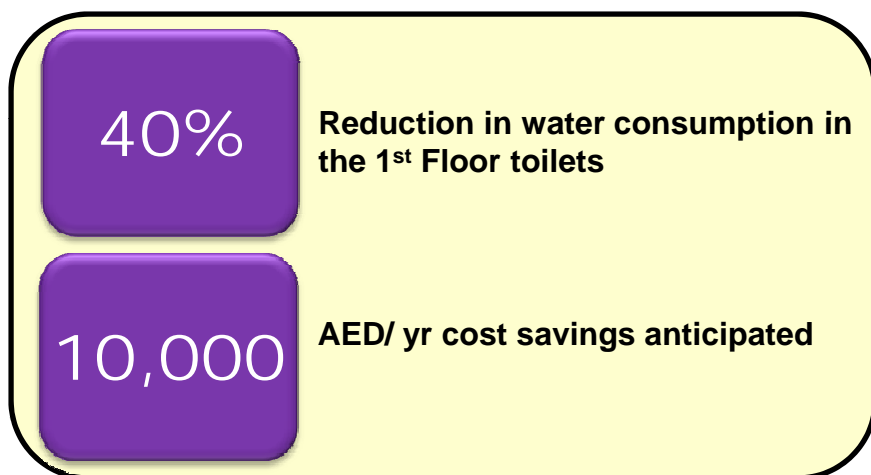 40%
Reduction in water consumption in
the 1st Floor toilets
10,000
AED/ yr cost savings anticipated